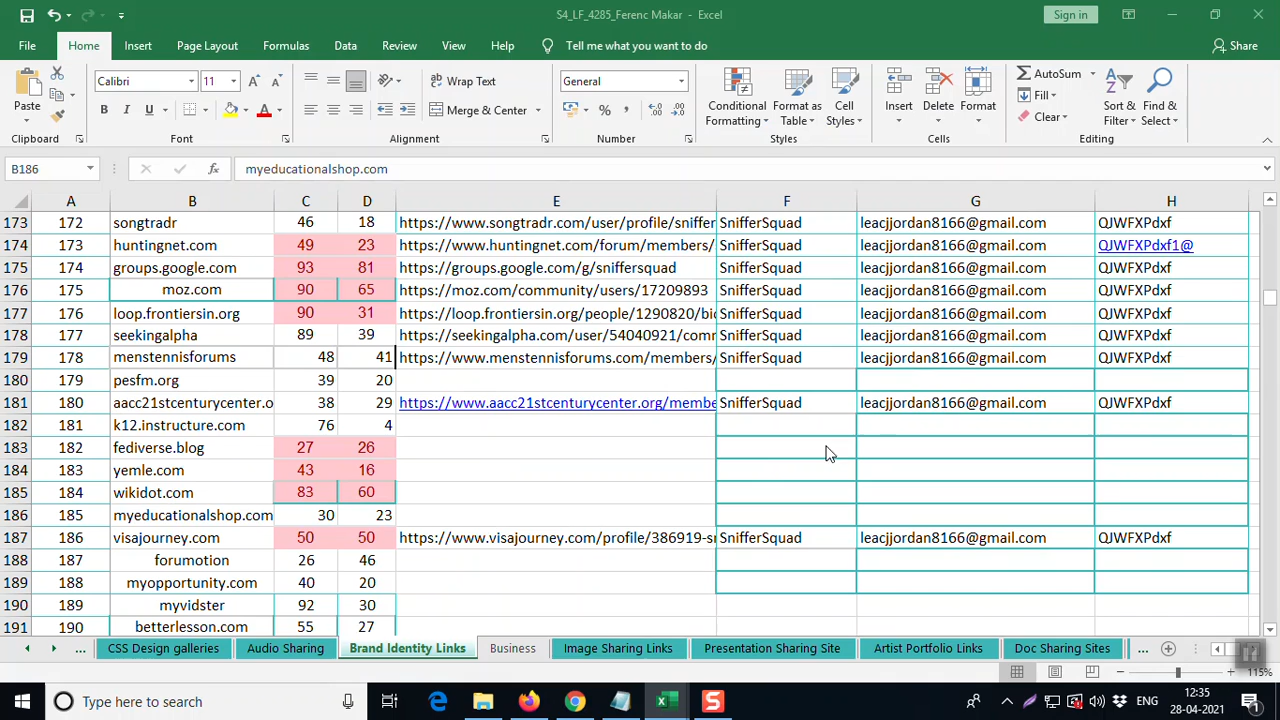 S4_LF_4285_Ferenc Makar - Excel
Sign in
File Home Insert Page Layout Formulas Data Review View Help Tell me what you want to do Share
Paste
Calibri 11
Wrap Text
Merge & Center
General
Conditional Formatting
Format as Table
Cell Styles
Insert
Delete
Format
AutoSum
Fill
Clear
Sort & Filter
Find & Select
Clipboard Font Alignment Number Styles Cells Editing
B186 fx myeducationalshop.com
A B C D E F G H
173 172 songtradr 46 18 https://www.songtradr.com/user/profile/sniffer SnifferSquad leacjjordan8166@gmail.com QJWFXPdxf
174 173 huntingnet.com 49 23 https://www.huntingnet.com/forum/members/ SnifferSquad leacjjordan8166@gmail.com QJWFXPdxf1@
175 174 groups.google.com 93 81 https://groups.google.com/g/sniffersquad SnifferSquad leacjjordan8166@gmail.com QJWFXPdxf
176 175 moz.com 90 65 https://moz.com/community/users/17209893 SnifferSquad leacjjordan8166@gmail.com QJWFXPdxf
177 176 loop.frontiersin.org 90 31 https://loop.frontiersin.org/people/1290820/bio SnifferSquad leacjjordan8166@gmail.com QJWFXPdxf
178 177 seekingalpha 89 39 https://seekingalpha.com/user/54040921/comm SnifferSquad leacjjordan8166@gmail.com QJWFXPdxf
179 178 menstennisforums 48 41 https://www.menstennisforums.com/members/ SnifferSquad leacjjordan8166@gmail.com QJWFXPdxf
180 179 pesfm.org 39 20
181 180 aacc21stcenturycenter.o 38 29 https://www.aacc21stcenturycenter.org/membe SnifferSquad leacjjordan8166@gmail.com QJWFXPdxf
182 181 k12.instructure.com 76 4
183 182 fediverse.blog 27 26
184 183 yemle.com 43 16
185 184 wikidot.com 83 60
186 185 myeducationalshop.com 30 23
187 186 visajourney.com 50 50 https://www.visajourney.com/profile/386919-sn SnifferSquad leacjjordan8166@gmail.com QJWFXPdxf
188 187 forumotion 26 46
189 188 myopportunity.com 40 20
190 189 myvidster 92 30
191 190 betterlesson.com 55 27
... CSS Design galleries Audio Sharing Brand Identity Links Business Image Sharing Links Presentation Sharing Site Artist Portfolio Links Doc Sharing Sites ...
115%
Type here to search
ENG
12:35
28-04-2021
1